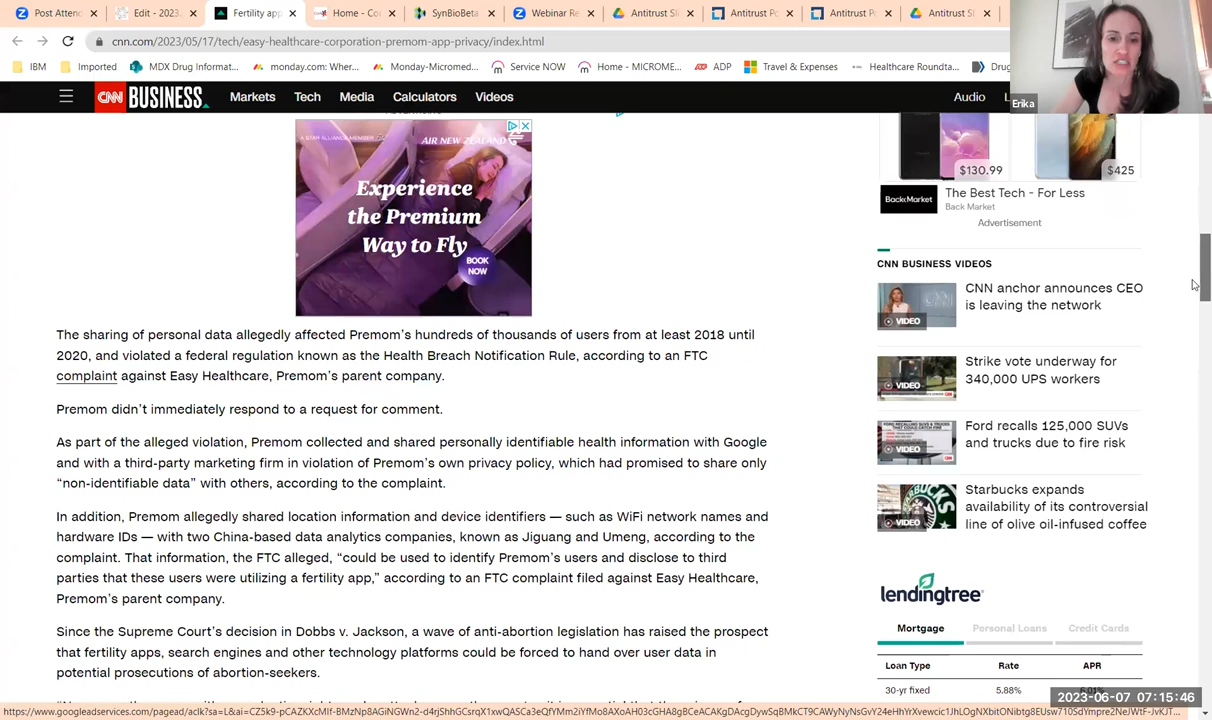 Post Attend
Edit - 2023.
Fertility app
Home - Co
SynBioBeta
Webinar Re
Antitrust Sli
Antitrust Po
Antitrust Po
Antitrust Sl
cnn.com/2023/05/17/tech/easy-healthcare-corporation-premom-app-privacy/index.html
IBM
Imported
MDX Drug Informat...
monday.com: Wher...
Monday-Micromed...
Service NOW
Home - MICROME...
ADP
Travel & Expenses
Healthcare Roundta...
Drug
Erika
CNN BUSINESS
Markets
Tech
Media
Calculators
Videos
Audio
A STAR ALLIANCE MEMBER
AIR NEW ZEALAND
Experience
the Premium
Way to Fly
BOOK
NOW
$130.99
$425
BackMarket
The Best Tech - For Less
Back Market
Advertisement
The sharing of personal data allegedly affected Premom's hundreds of thousands of users from at least 2018 until
2020, and violated a federal regulation known as the Health Breach Notification Rule, according to an FTC
complaint against Easy Healthcare, Premom's parent company.
Premom didn't immediately respond to a request for comment.
As part of the alleged violation, Premom collected and shared personally identifiable health information with Google
and with a third-party marketing firm in violation of Premom's own privacy policy, which had promised to share only
"non-identifiable data" with others, according to the complaint.
In addition, Premom allegedly shared location information and device identifiers — such as WiFi network names and
hardware IDs — with two China-based data analytics companies, known as Jiguang and Umeng, according to the
complaint. That information, the FTC alleged, "could be used to identify Premom's users and disclose to third
parties that these users were utilizing a fertility app," according to an FTC complaint filed against Easy Healthcare,
Premom's parent company.
Since the Supreme Court's decision in Dobbs v. Jackson, a wave of anti-abortion legislation has raised the prospect
that fertility apps, search engines and other technology platforms could be forced to hand over user data in
potential prosecutions of abortion-seekers.
CNN BUSINESS VIDEOS
VIDEO
CNN anchor announces CEO
is leaving the network
VIDEO
Strike vote underway for
340,000 UPS workers
VIDEO
Ford recalls 125,000 SUVs
and trucks due to fire risk
VIDEO
Starbucks expands
availability of its controversial
line of olive oil-infused coffee
lendingtree
Mortgage
Personal Loans
Credit Cards
Loan Type
Rate
APR
30-yr fixed
5.88%
2023-06-07 07:15:46